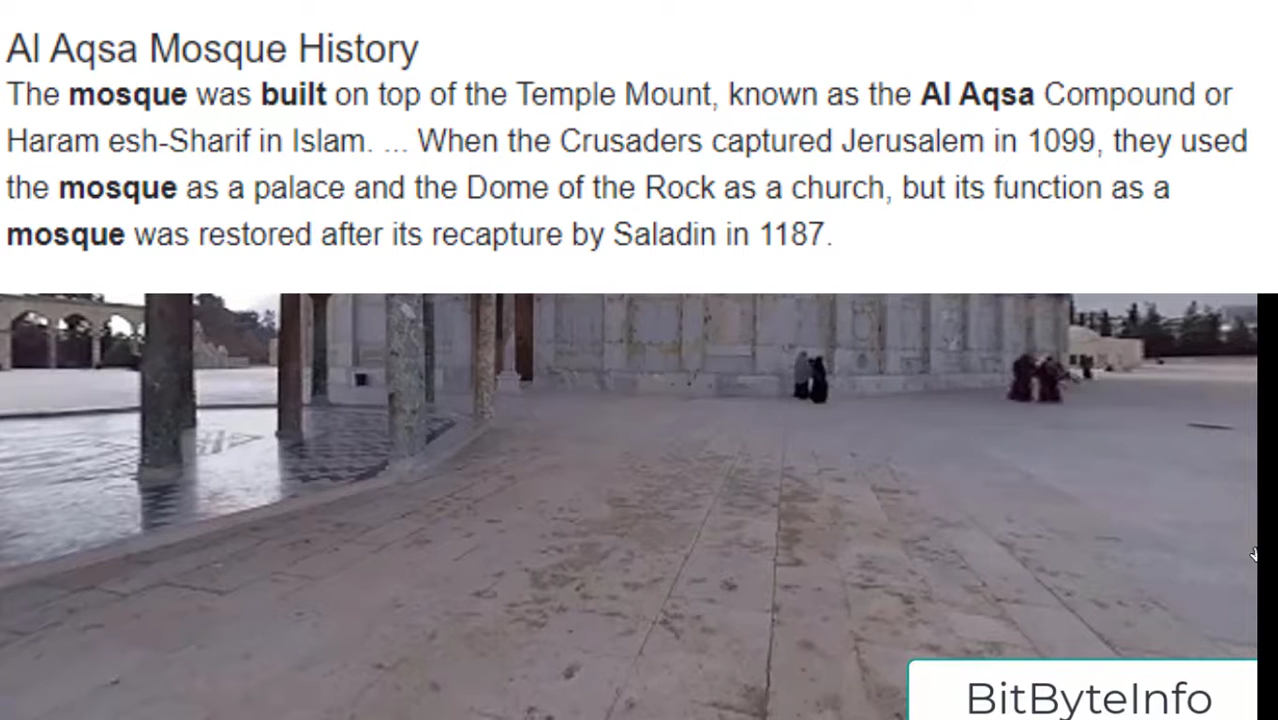 Al Aqsa Mosque History
The mosque was built on top of the Temple Mount, known as the Al Aqsa Compound or
Haram esh-Sharif in Islam. ... When the Crusaders captured Jerusalem in 1099, they used
the mosque as a palace and the Dome of the Rock as a church, but its function as a
mosque was restored after its recapture by Saladin in 1187.
BitByteInfo